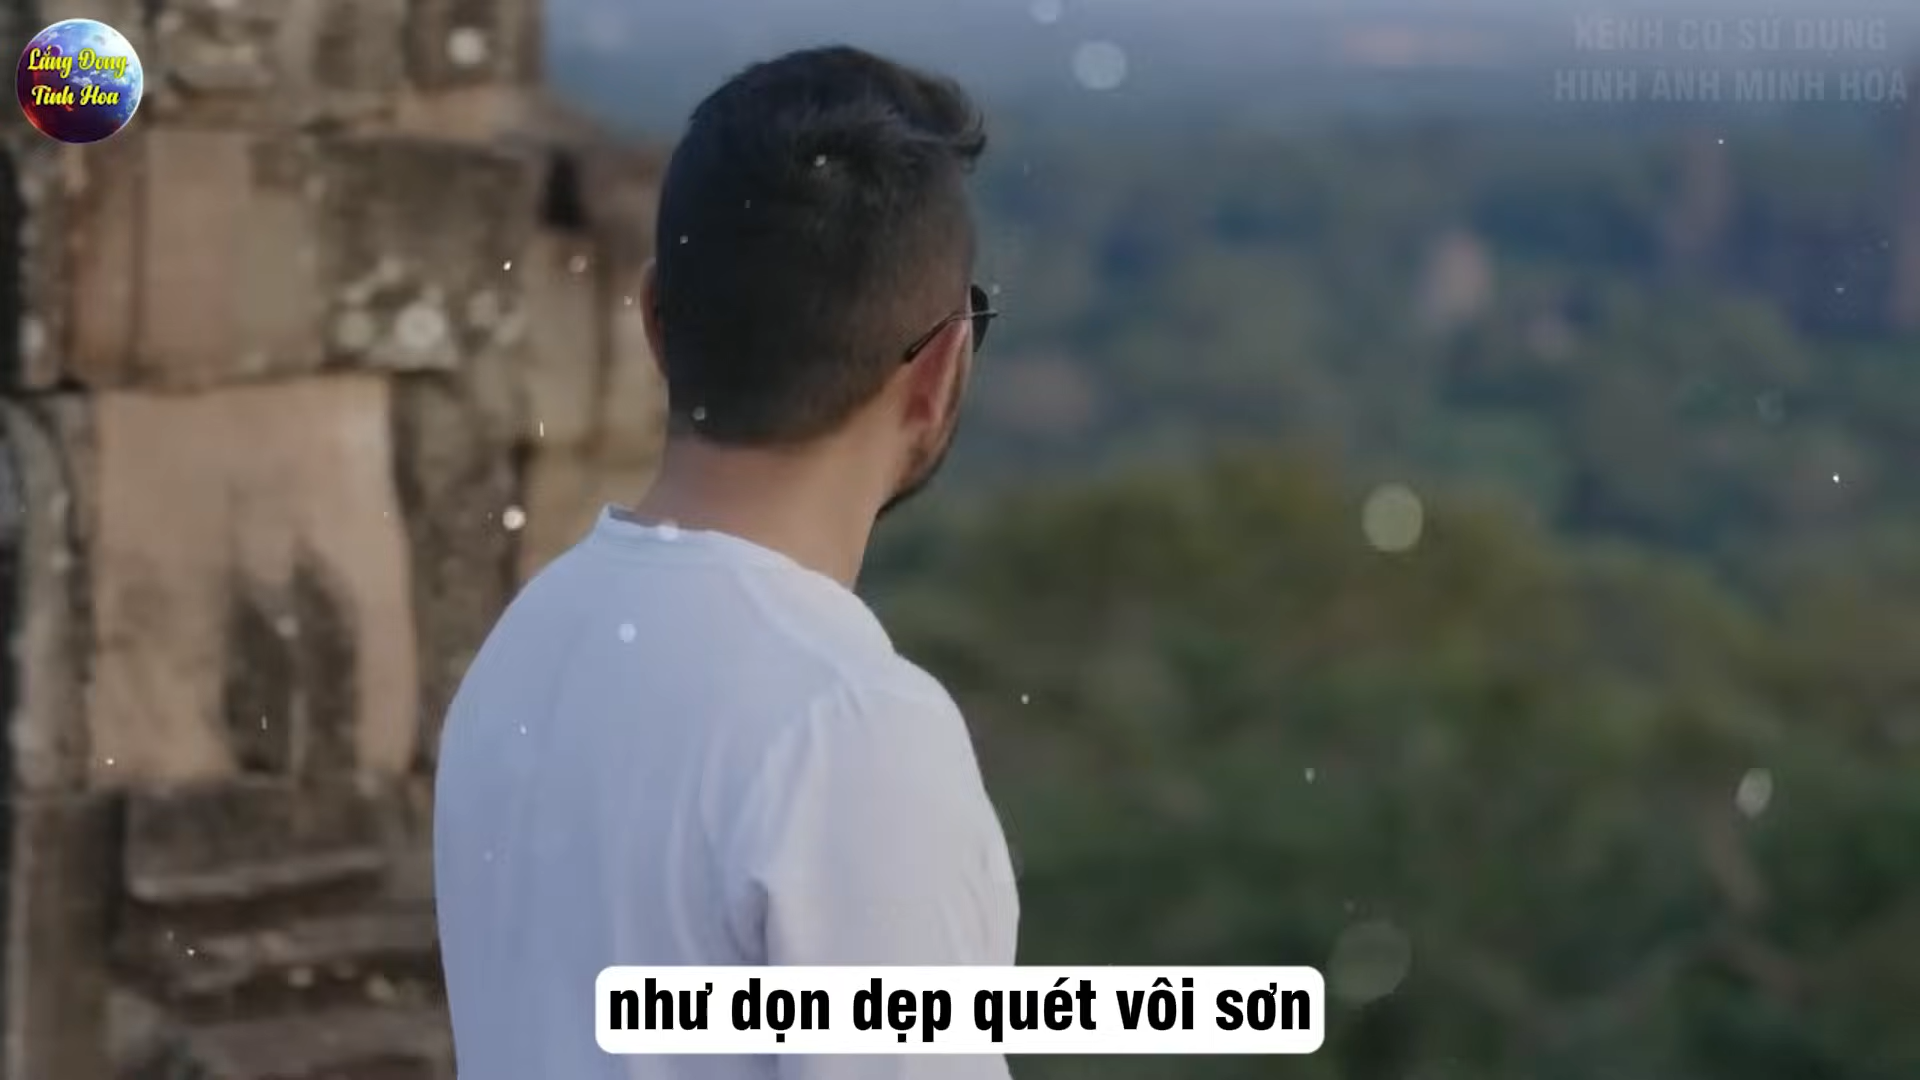 Lắng Đọng
Tinh Hoa
KÊNH CÓ SỬ DỤNG
HÌNH ẢNH MINH HỌA
như dọn dẹp quét vôi sơn